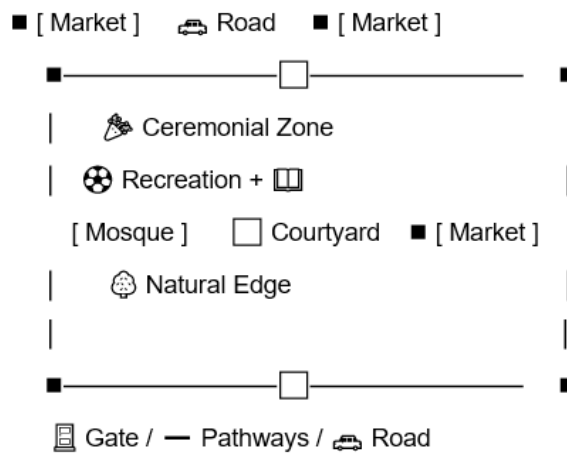 [ Market ] Road [ Market ]
Ceremonial Zone
Recreation +
[ Mosque ] Courtyard [ Market ]
Natural Edge
Gate / — Pathways / Road